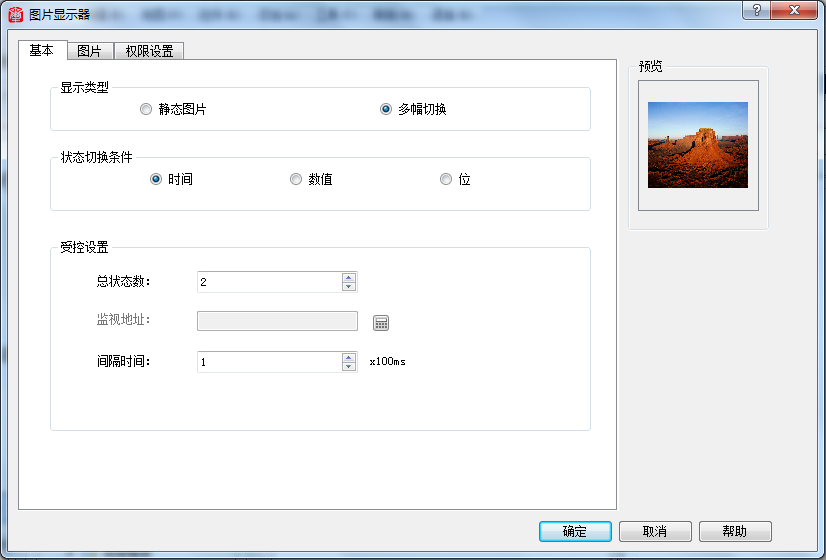 图片显示器
基本 图片 权限设置
显示类型
静态图片 多幅切换
状态切换条件
时间 数值 位
受控设置
总状态数： 2
监视地址：
间隔时间： 1 x100ms
预览
确定 取消 帮助